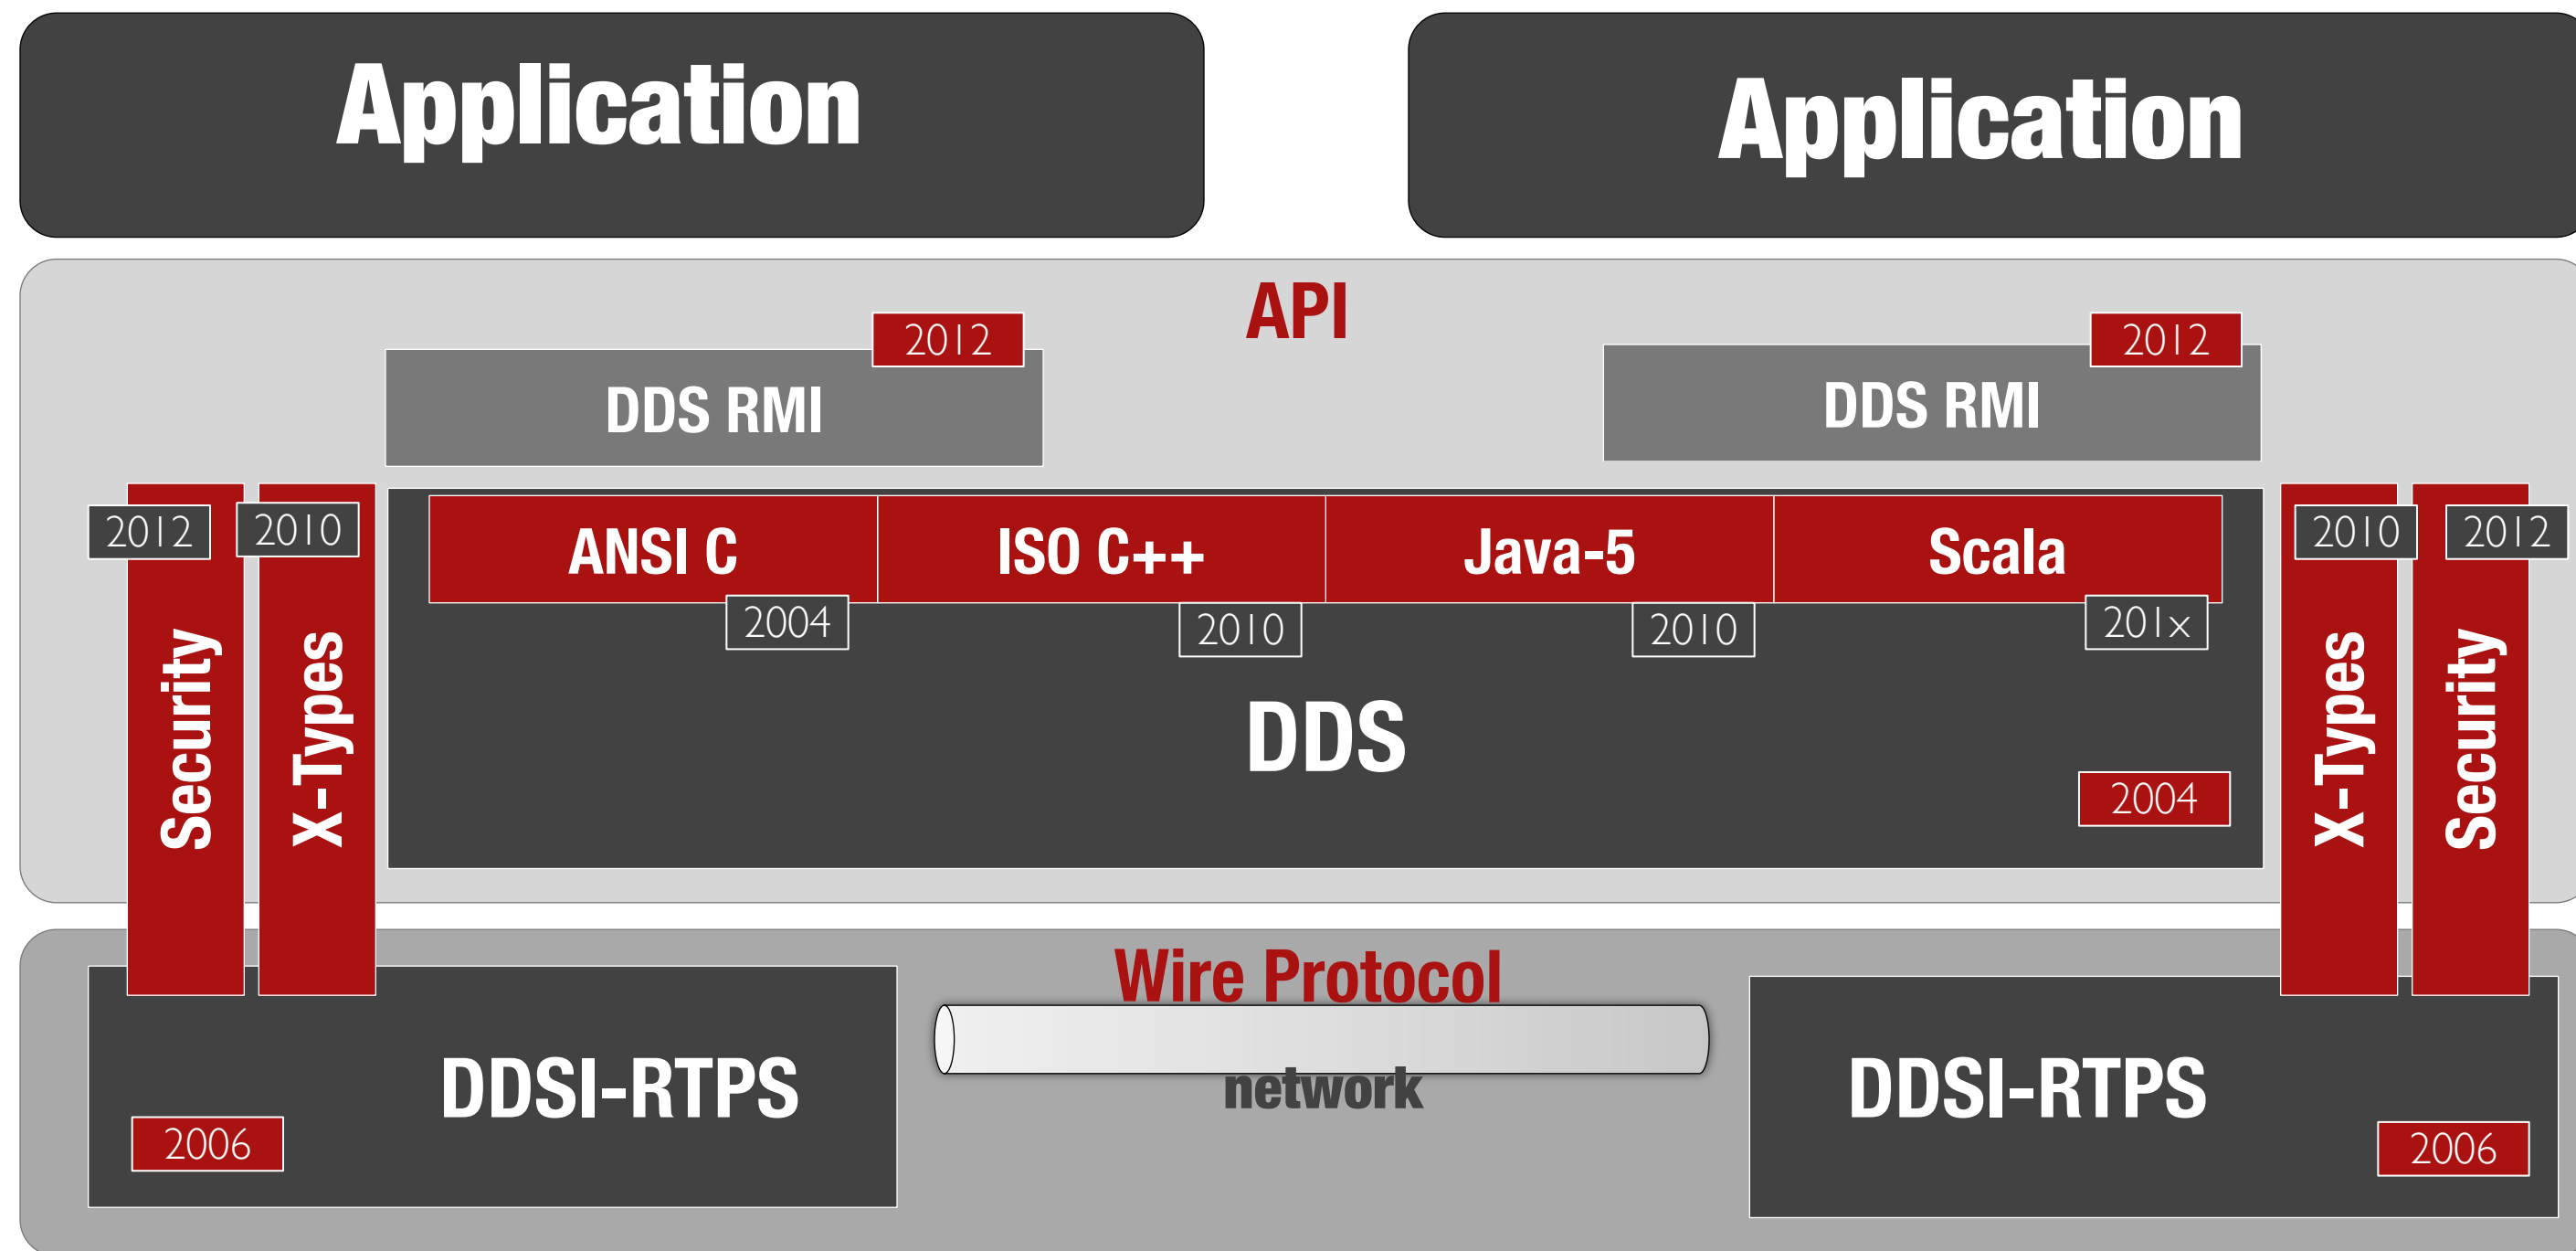 Application
Application
API
2012
2012
DDS RMI
DDS RMI
2012
2010
ANSI C
ISO C++
Java-5
Scala
2010
2012
2004
2010
2010
201x
Security
X-Types
DDS
X-Types
Security
2004
Wire Protocol
DDSI-RTPS
network
DDSI-RTPS
2006
2006